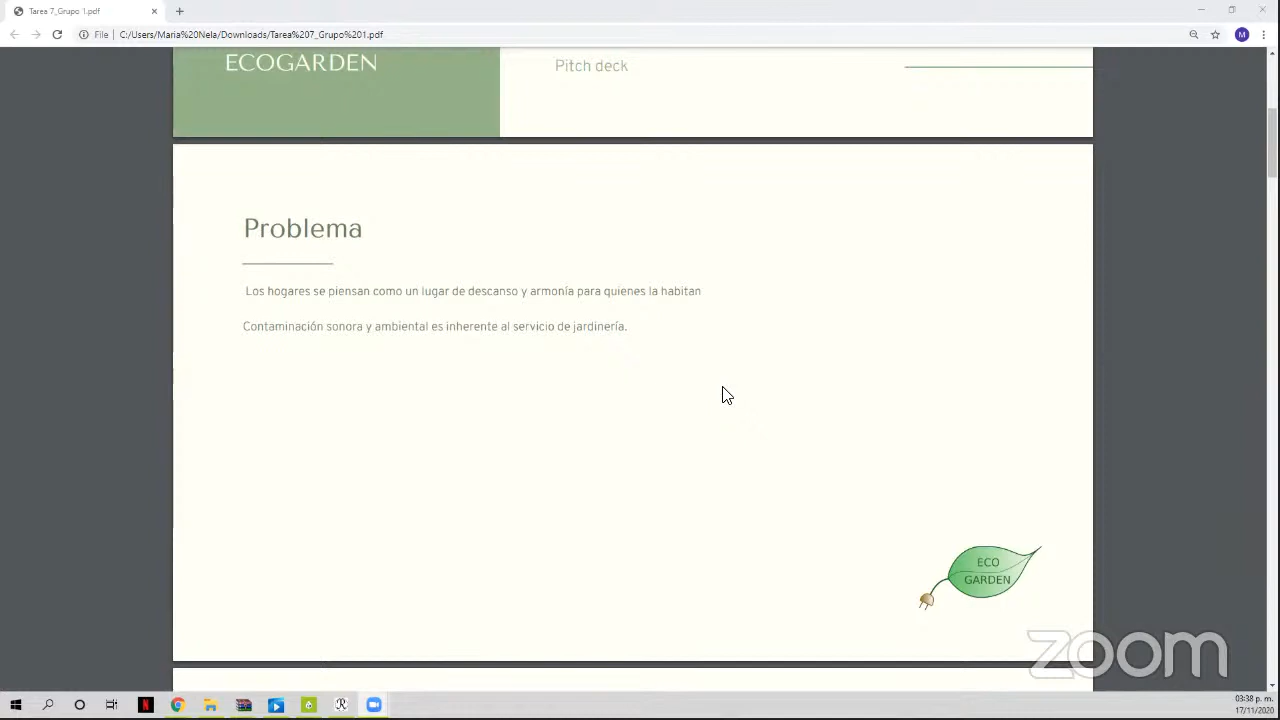 Tarea 7_Grupo 1.pdf
File | C:/Users/Maria%20Nela/Downloads/Tarea%207_Grupo%201.pdf
M
ECOGARDEN
Pitch deck
Problema
Los hogares se piensan como un lugar de descanso y armonía para quienes la habitan
Contaminación sonora y ambiental es inherente al servicio de jardinería.
ECO
GARDEN
zoom
03:38 p. m.
17/11/2020